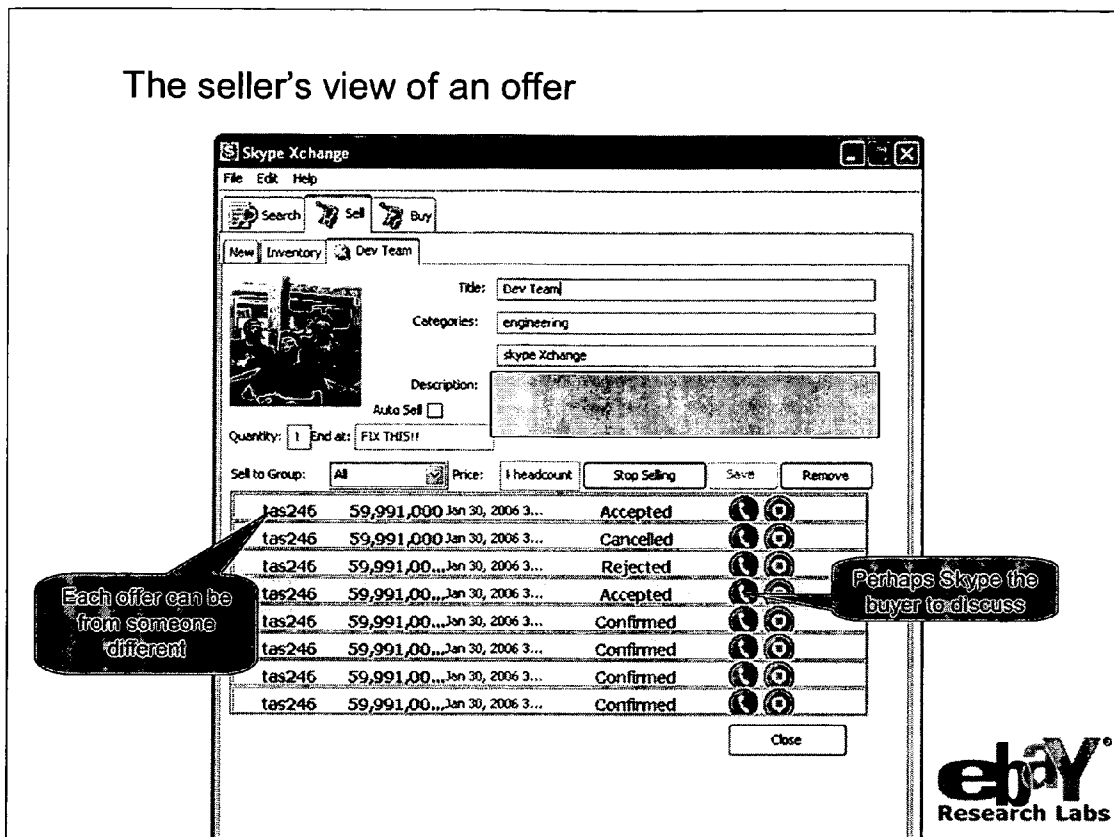 The seller's view of an offer
S Skype Xchange
File Edit Help
Search Sell Buy
New Inventory Dev Team
Title: Dev Team
Categories: engineering
skype Xchange
Description:
Auto Sell
Quantity: 1 End at: FIX THIS!!
Sell to Group: All Price: headcount Stop Selling Save Remove
tas246 59,991,000 Jan 30, 2006 3... Accepted
tas246 59,991,000 Jan 30, 2006 3... Cancelled
tas246 59,991,00... Jan 30, 2006 3... Rejected
tas246 59,991,00... Jan 30, 2006 3... Accepted
tas246 59,991,00... Jan 30, 2006 3... Confirmed
tas246 59,991,00... Jan 30, 2006 3... Confirmed
tas246 59,991,00... Jan 30, 2006 3... Confirmed
tas246 59,991,00... Jan 30, 2006 3... Confirmed
Each offer can be
from someone
different
Perhaps Skype the
buyer to discuss
Close
ebaY®
Research Labs